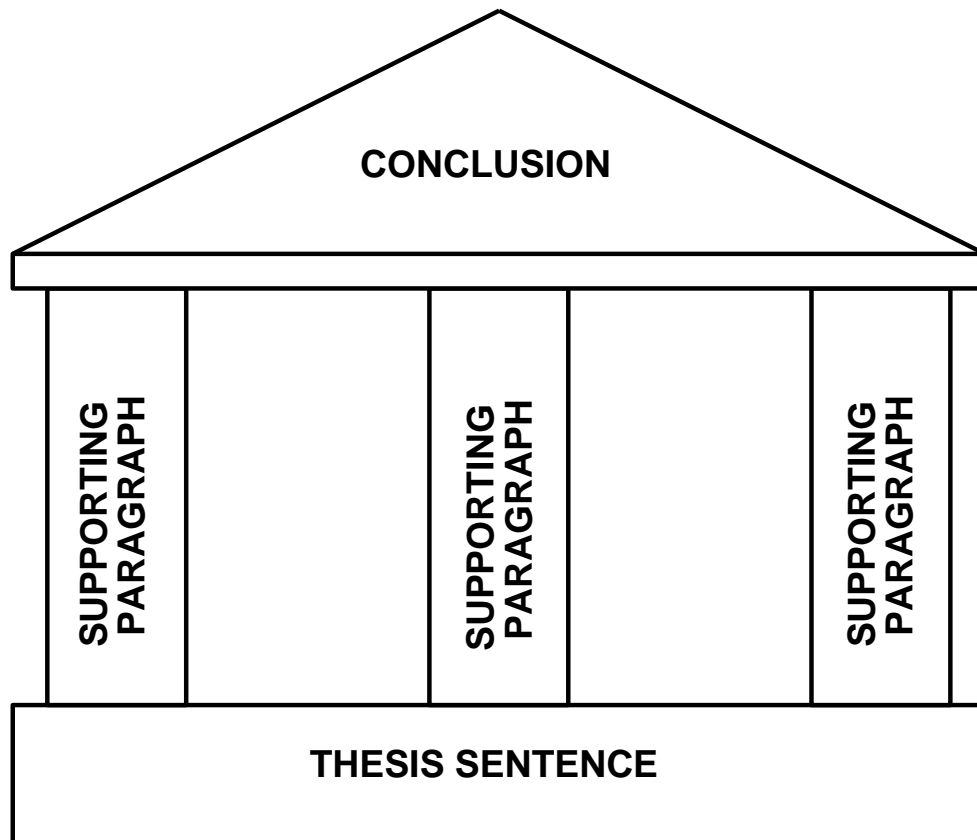 CONCLUSION
SUPPORTING
PARAGRAPH
SUPPORTING
PARAGRAPH
SUPPORTING
PARAGRAPH
THESIS SENTENCE